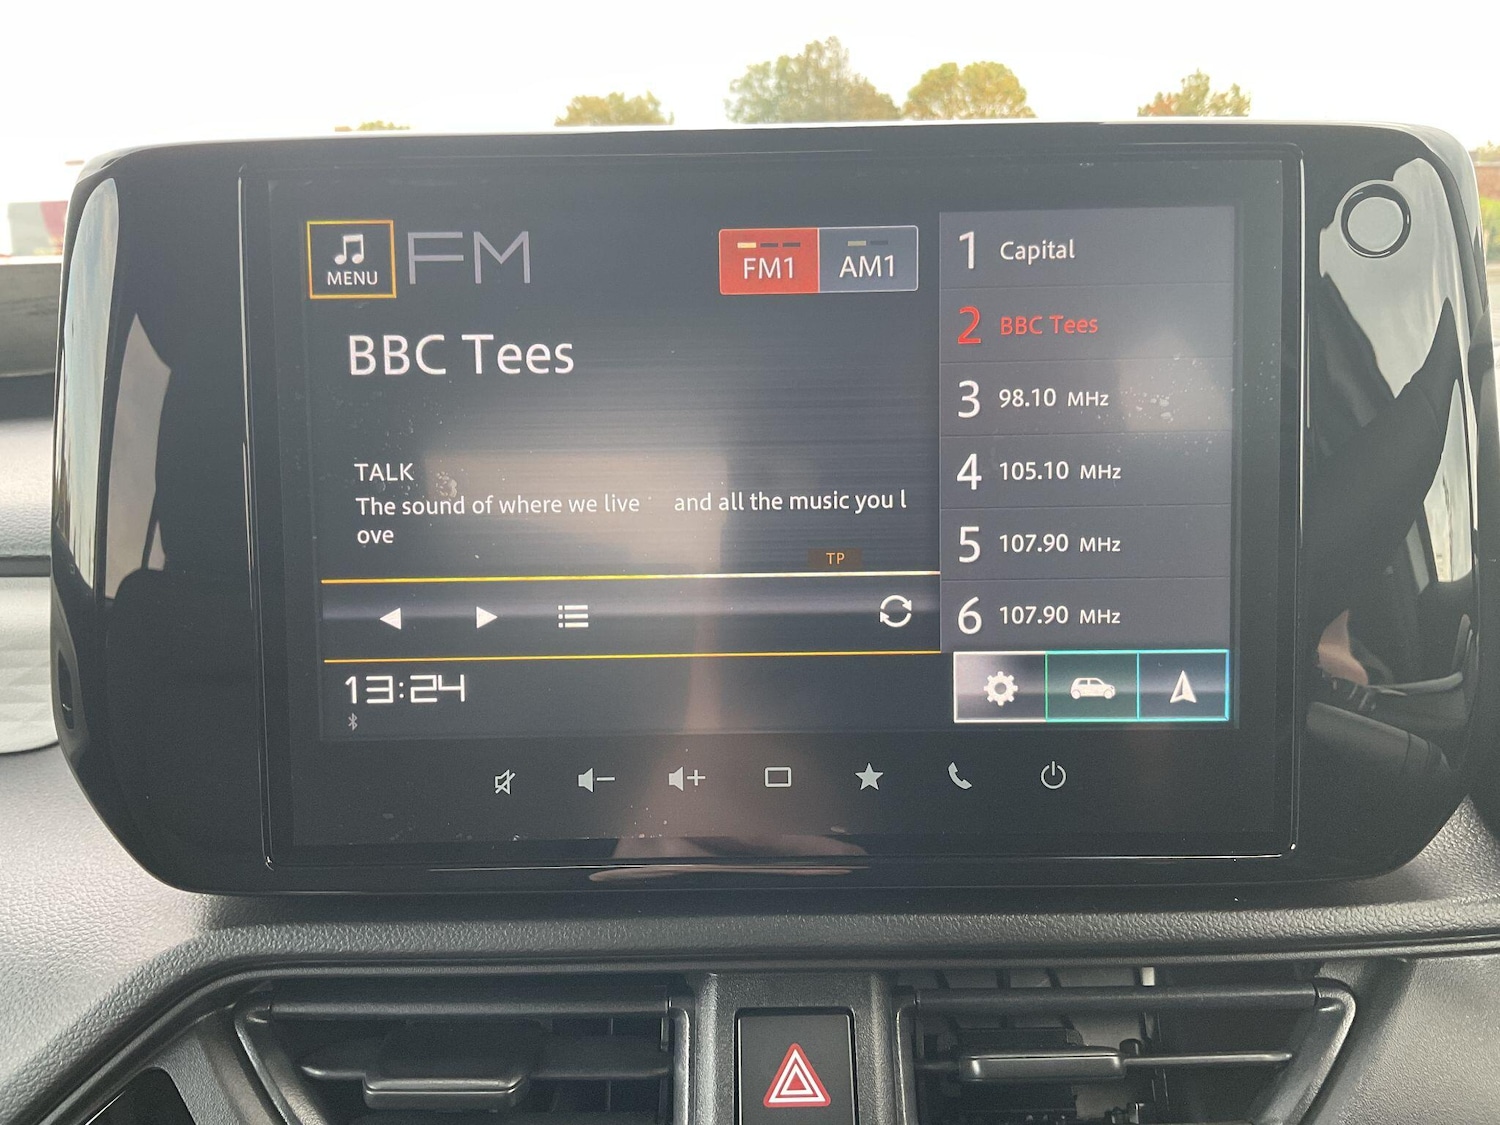 MENU
FM
FM1
AM1
BBC Tees
TALK
The sound of where we live and all the music you l
ove
TP
13:24
1 Capital
2 BBC Tees
3 98.10 MHz
4 105.10 MHz
5 107.90 MHz
6 107.90 MHz